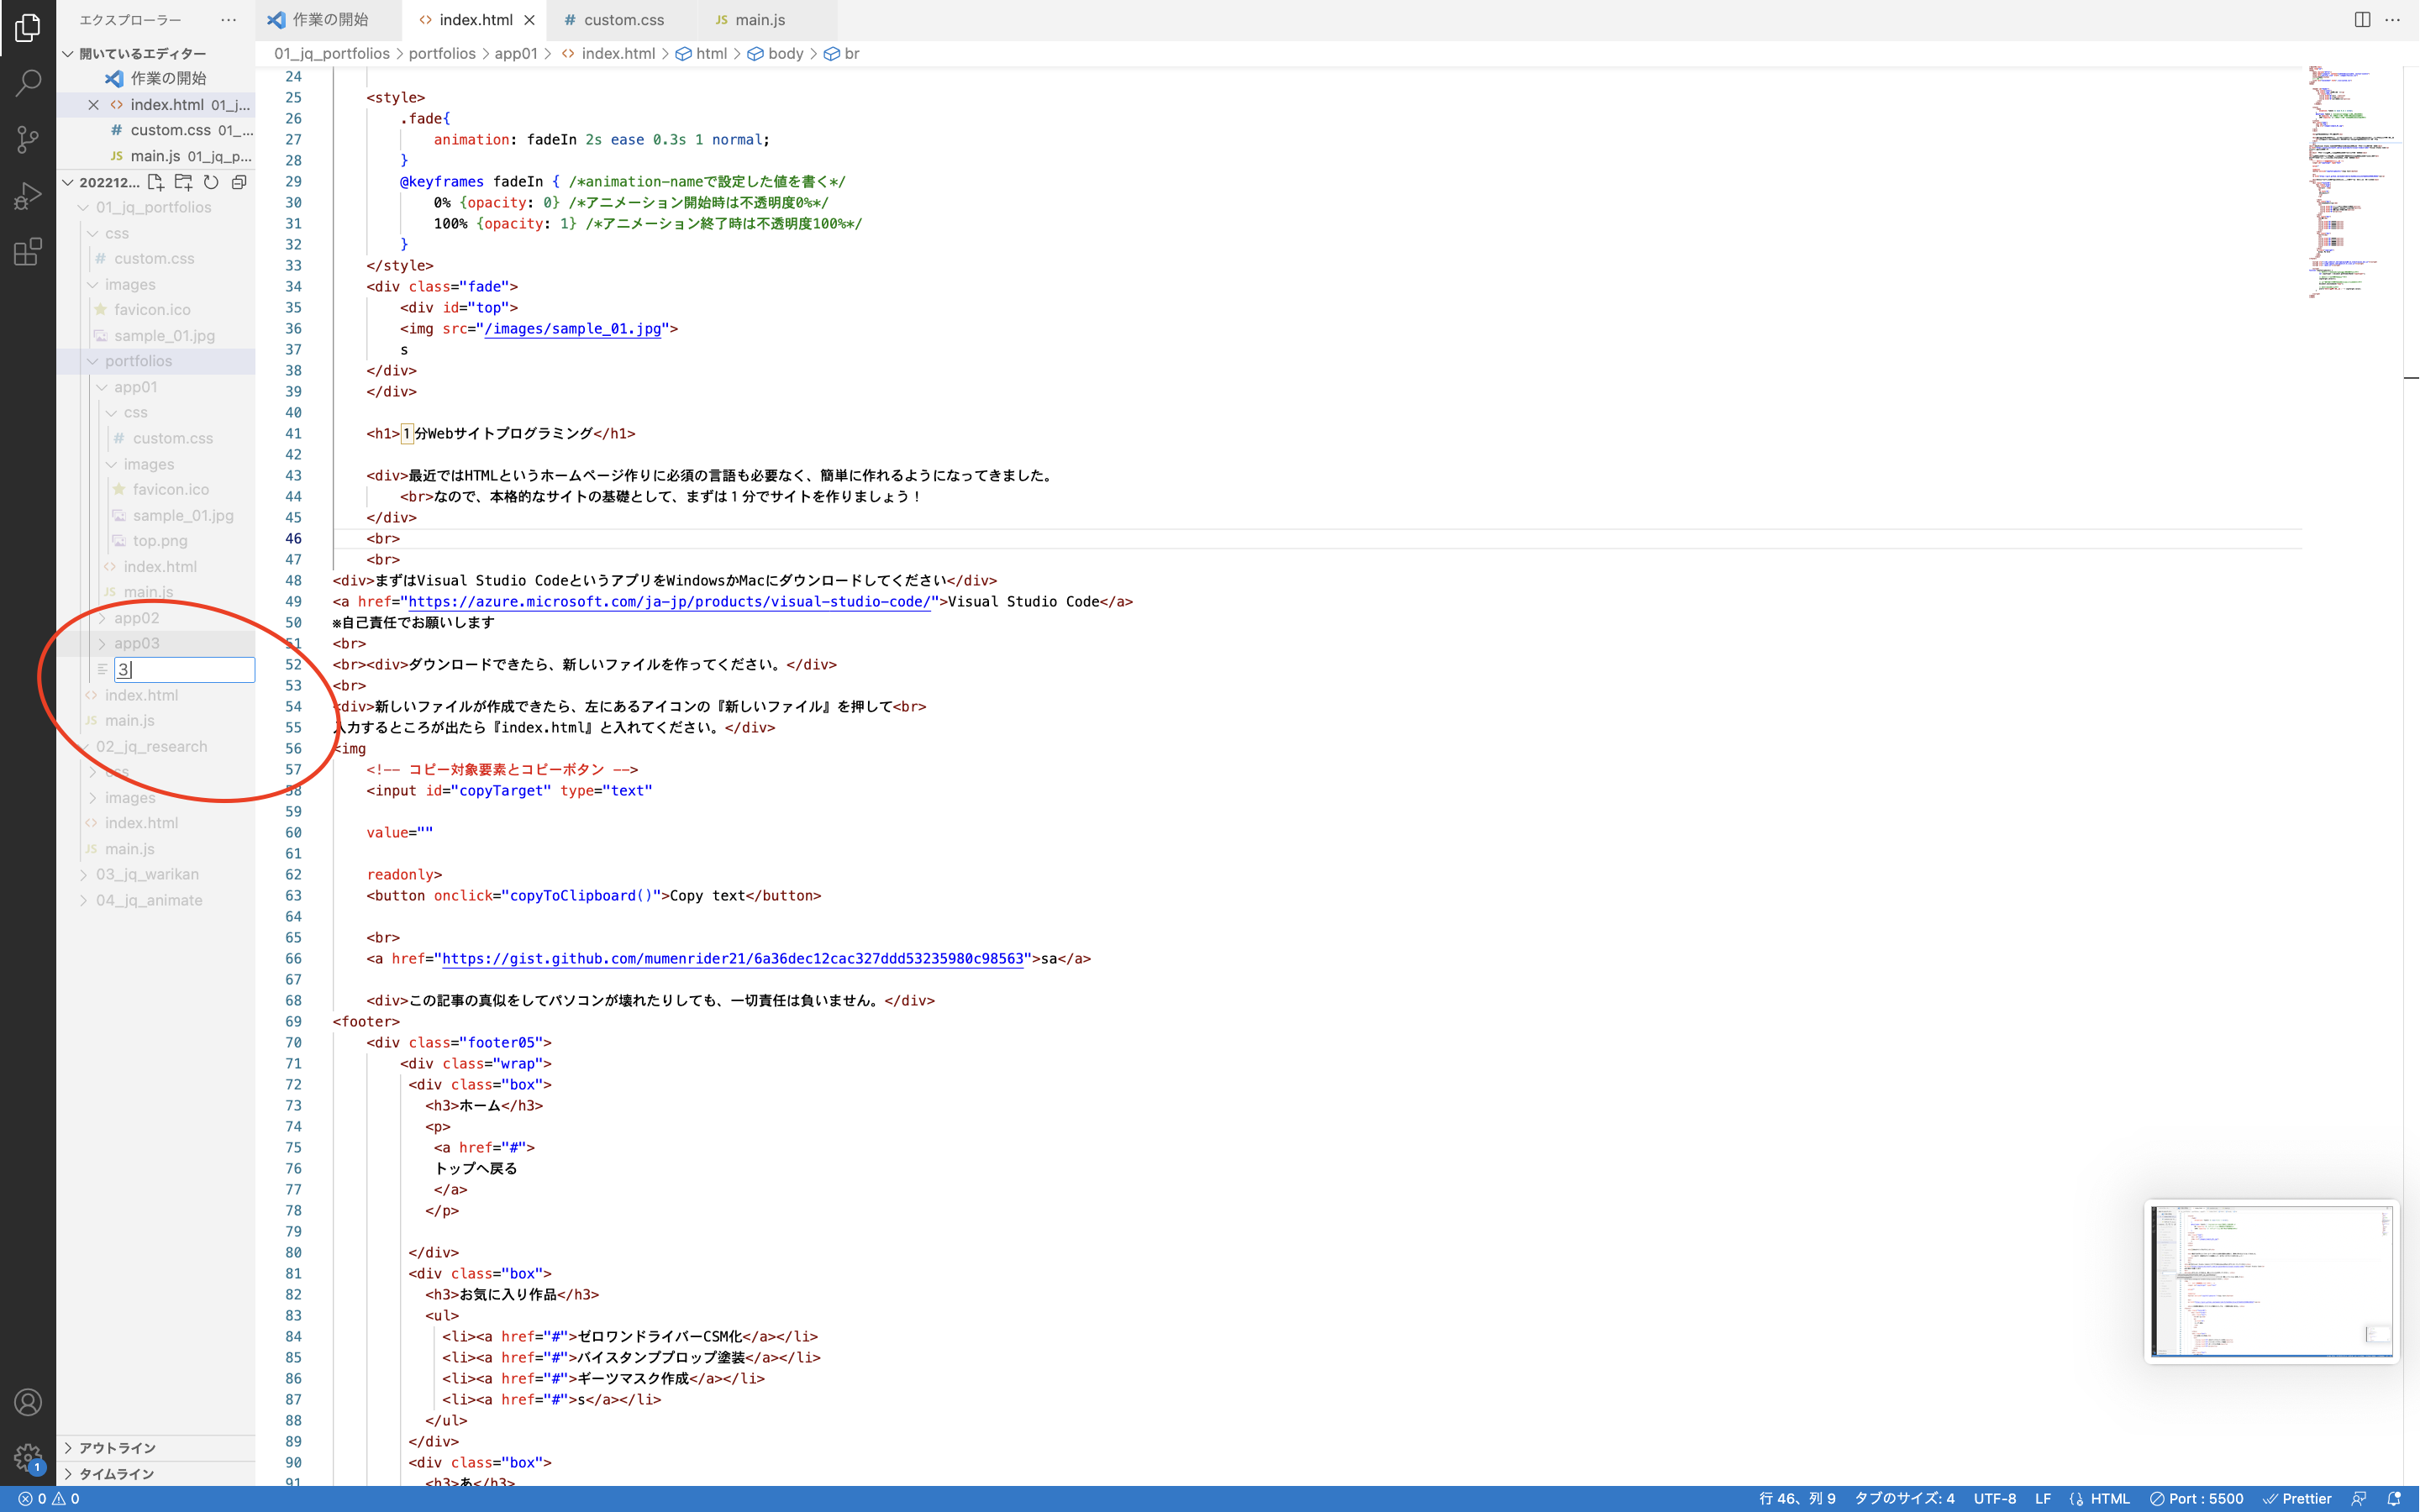 エクスプローラー ···
作業の開始
index.html
# custom.css
JS main.js
開いているエディター
作業の開始
index.html 01_j...
# custom.css 01_...
JS main.js 01_jq_p...
202212...
01_jq_portfolios
css
# custom.css
images
favicon.ico
sample_01.jpg
portfolios
app01
css
# custom.css
images
favicon.ico
sample_01.jpg
top.png
index.html
JS main.js
app02
app03
3
index.html
JS main.js
02_jq_research
css
images
index.html
JS main.js
03_jq_warikan
04_jq_animate
アウトライン
タイムライン
01_jq_portfolios > portfolios > app01 > index.html > html > body > br
24
25 <style>
26 .fade{
27 animation: fadeIn 2s ease 0.3s 1 normal;
28 }
29 @keyframes fadeIn { /*animation-nameで設定した値を書く*/
30 0% {opacity: 0} /*アニメーション開始時は不透明度0%*/
31 100% {opacity: 1} /*アニメーション終了時は不透明度100%*/
32 }
33 </style>
34 <div class="fade">
35 <div id="top">
36 <img src="/images/sample_01.jpg">
37 s
38 </div>
39 </div>
40
41 <h1>1分Webサイトプログラミング</h1>
42
43 <div>最近ではHTMLというホームページ作りに必須の言語も必要なく、簡単に作れるようになってきました。
44 <br>なので、本格的なサイトの基礎として、まずは１分でサイトを作りましょう！
45 </div>
46 <br>
47 <br>
48 <div>まずはVisual Studio CodeというアプリをWindowsかMacにダウンロードしてください</div>
49 <a href="https://azure.microsoft.com/ja-jp/products/visual-studio-code/">Visual Studio Code</a>
50 ※自己責任でお願いします
51 <br>
52 <br><div>ダウンロードできたら、新しいファイルを作ってください。</div>
53 <br>
54 <div>新しいファイルが作成できたら、左にあるアイコンの『新しいファイル』を押して<br>
55 入力するところが出たら『index.html』と入れてください。</div>
56 <img
57 <!-- コピー対象要素とコピーボタン -->
58 <input id="copyTarget" type="text"
59
60 value=""
61
62 readonly>
63 <button onclick="copyToClipboard()">Copy text</button>
64
65 <br>
66 <a href="https://gist.github.com/mumenrider21/6a36dec12cac327ddd53235980c98563">sa</a>
67
68 <div>この記事の真似をしてパソコンが壊れたりしても、一切責任は負いません。</div>
69 <footer>
70 <div class="footer05">
71 <div class="wrap">
72 <div class="box">
73 <h3>ホーム</h3>
74 <p>
75 <a href="#">
76 トップへ戻る
77 </a>
78 </p>
79
80 </div>
81 <div class="box">
82 <h3>お気に入り作品</h3>
83 <ul>
84 <li><a href="#">ゼロワンドライバーCSM化</a></li>
85 <li><a href="#">バイスタンププロップ塗装</a></li>
86 <li><a href="#">ギーツマスク作成</a></li>
87 <li><a href="#">s</a></li>
88 </ul>
89 </div>
90 <div class="box">
91 <h3>あ</h3>
1
0 0
行 46、列 9 タブのサイズ: 4 UTF-8 LF HTML Port : 5500 Prettier